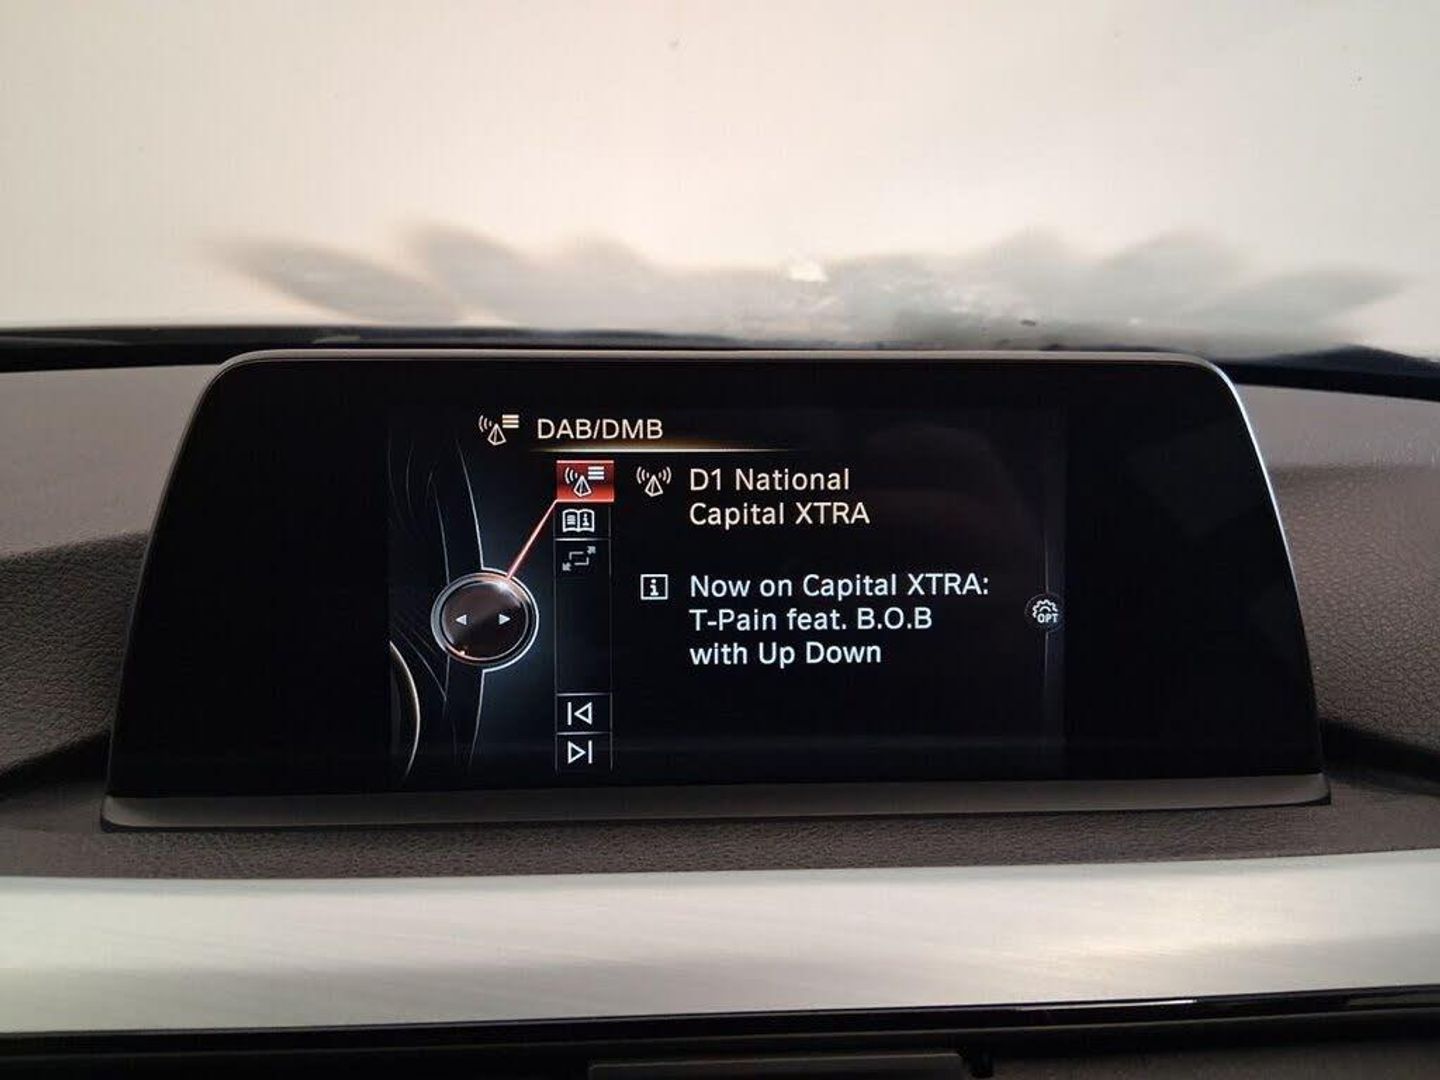 DAB/DMB
D1 National
Capital XTRA
Now on Capital XTRA:
T-Pain feat. B.O.B
with Up Down
OPT